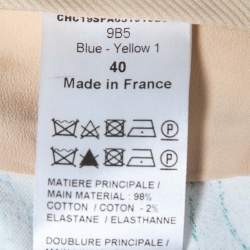 9B5
Blue - Yellow 1
40
Made in France
MATIERE PRINCIPALE /
MAIN MATERIAL : 98%
COTTON / COTON - 2%
ELASTANE / ELASTHANNE
DOUBLURE PRINCIPALE /